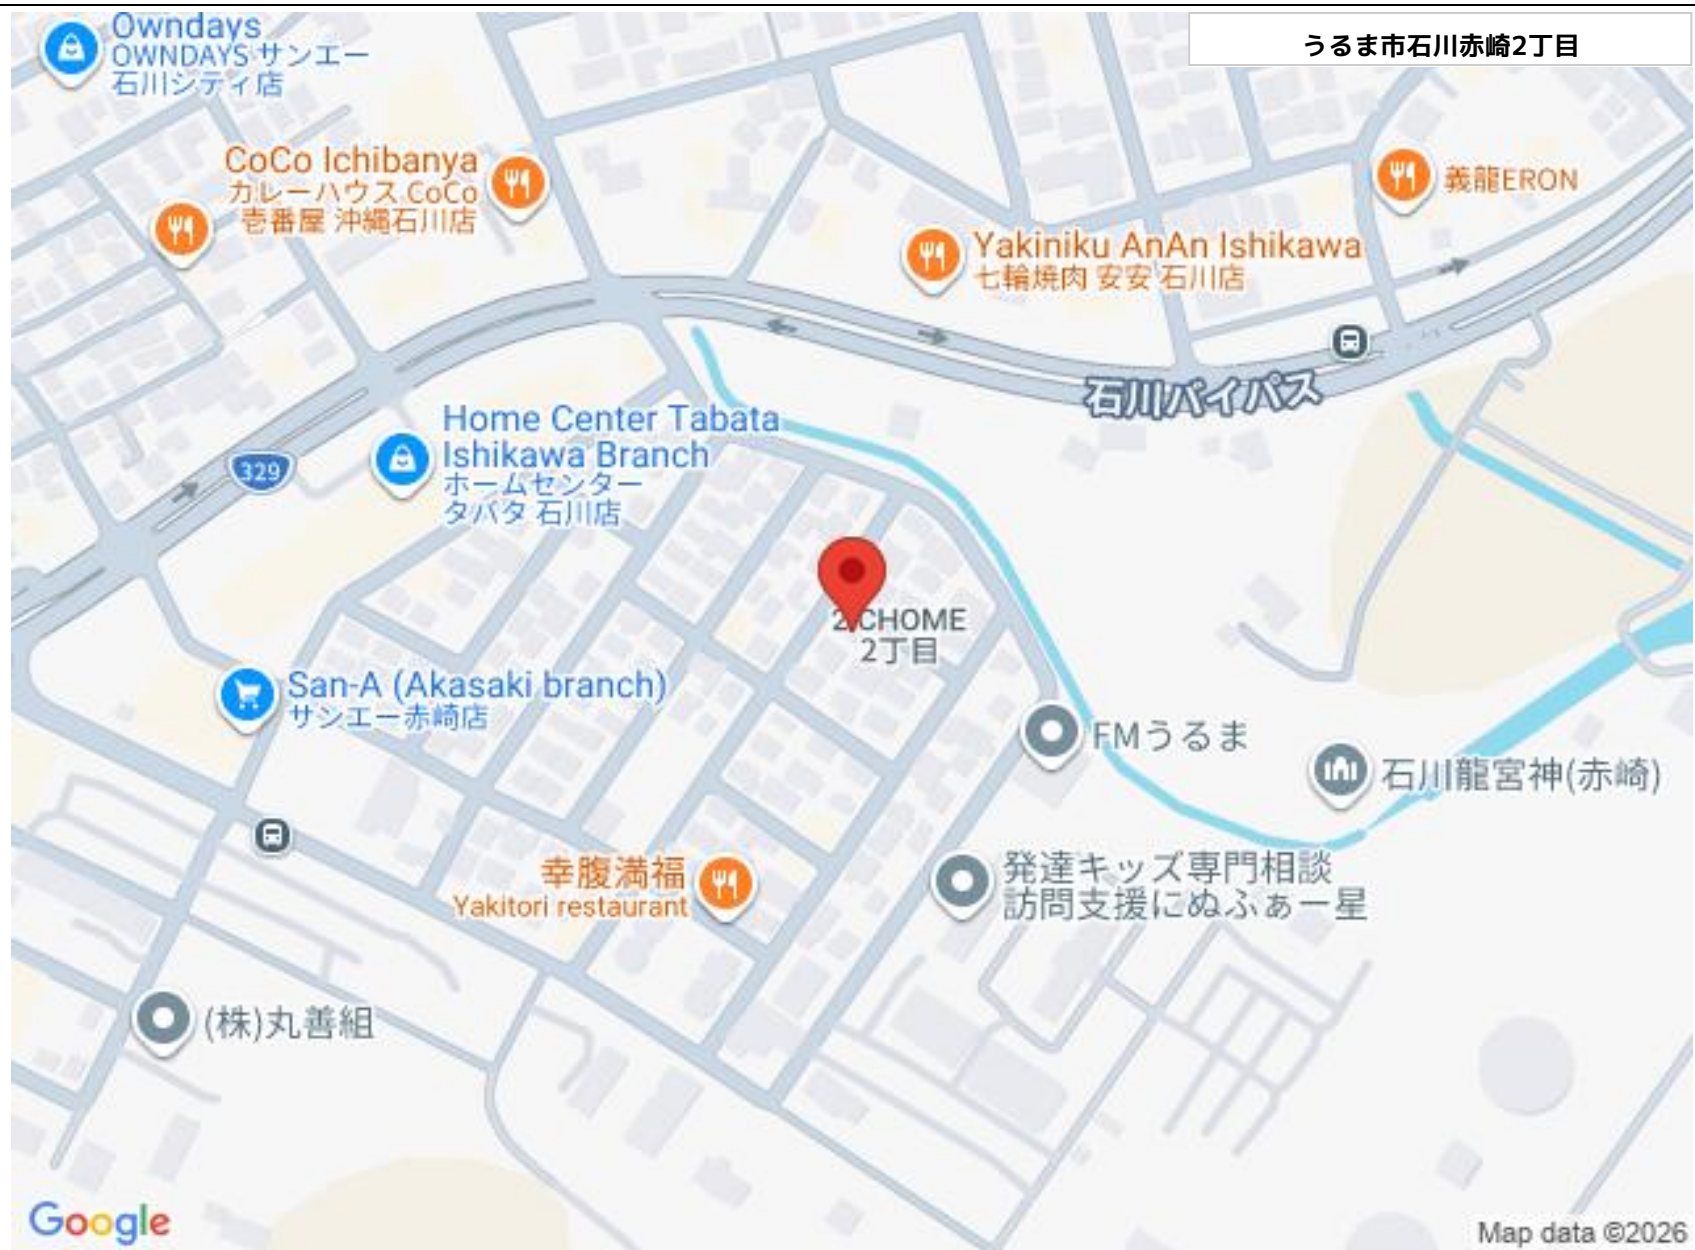 Owndays
OWNDAYS サンエー
石川シティ店
うるま市石川赤崎2丁目
CoCo Ichibanya
カレーハウス CoCo
壱番屋 沖縄石川店
義龍ERON
Yakiniku AnAn Ishikawa
七輪焼肉 安安 石川店
石川バイパス
Home Center Tabata
Ishikawa Branch
ホームセンター
タバタ 石川店
329
2 CHOME
2丁目
San-A (Akasaki branch)
サンエー赤崎店
FMうるま
石川龍宮神(赤崎)
幸腹満福
Yakitori restaurant
発達キッズ専門相談
訪問支援にぬふぁー星
(株)丸善組
Google
Map data ©2026